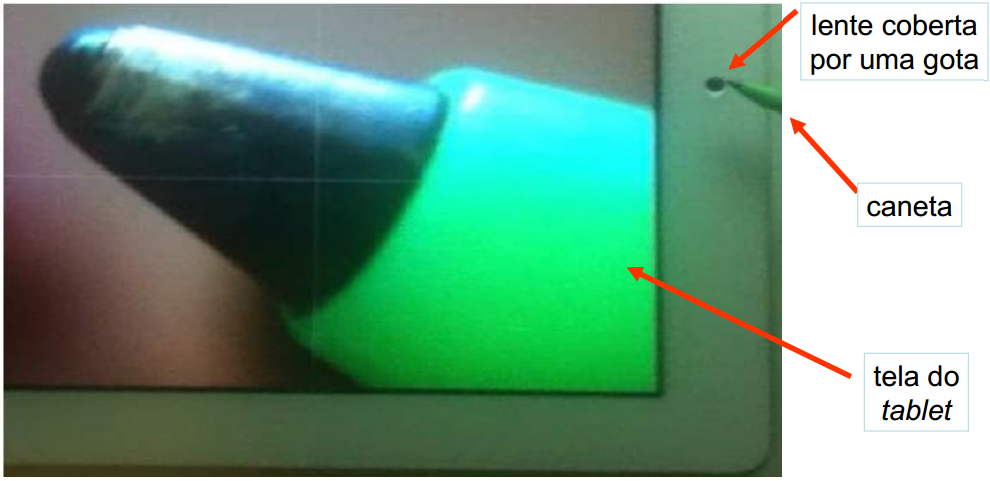 lente coberta
por uma gota
caneta
tela do
tablet